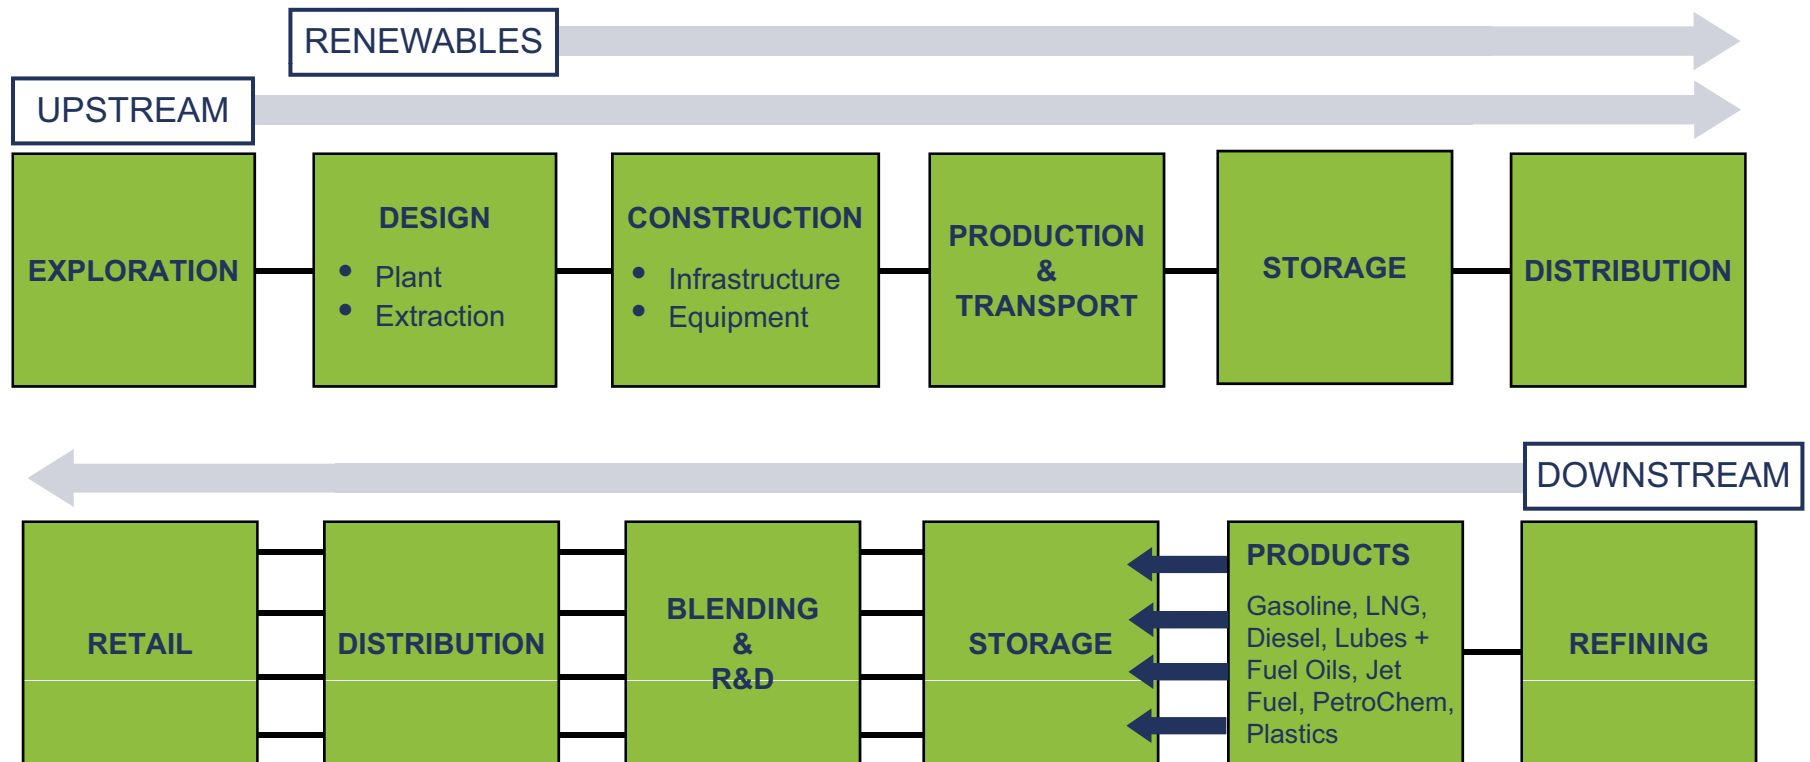 RENEWABLES
UPSTREAM
EXPLORATION
DESIGN
• Plant
• Extraction
CONSTRUCTION
• Infrastructure
• Equipment
PRODUCTION
&
TRANSPORT
STORAGE
DISTRIBUTION
DOWNSTREAM
RETAIL
DISTRIBUTION
BLENDING
&
R&D
STORAGE
PRODUCTS
Gasoline, LNG,
Diesel, Lubes +
Fuel Oils, Jet
Fuel, PetroChem,
Plastics
REFINING